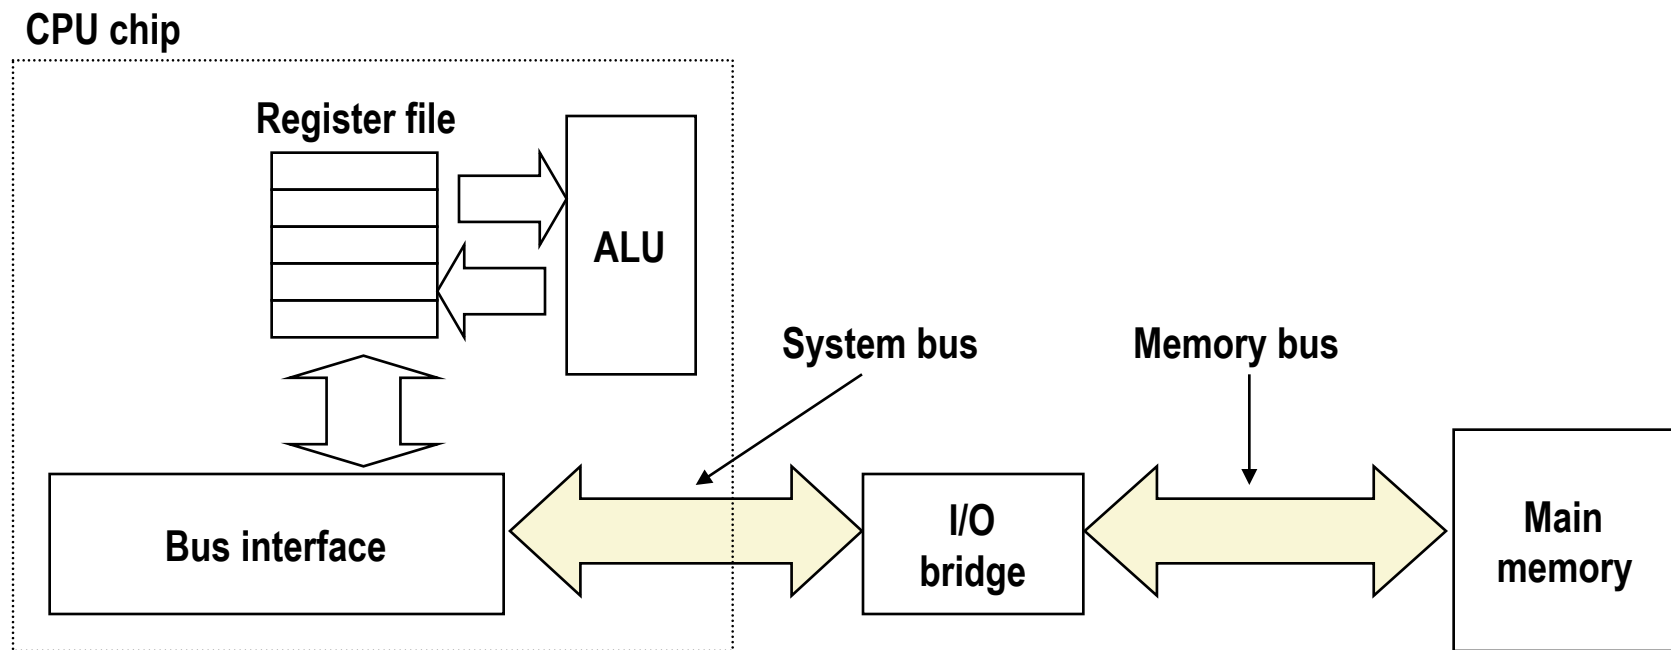 CPU chip
Register file
ALU
System bus
Memory bus
Bus interface
I/O
bridge
Main
memory